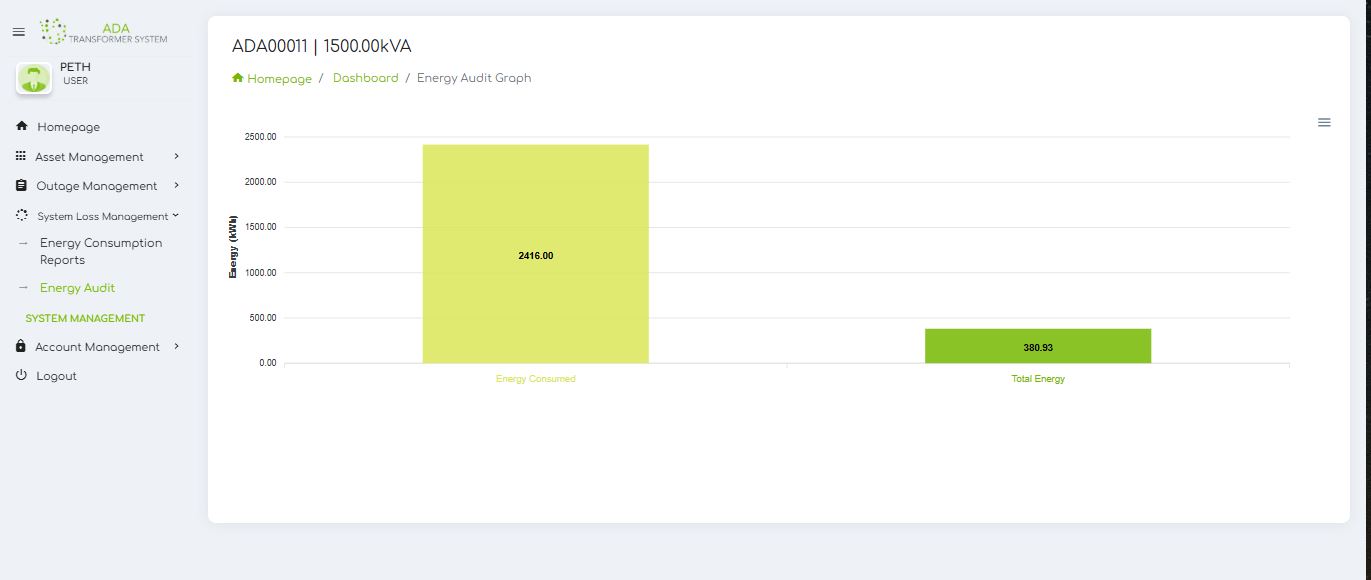 ADA
TRANSFORMER SYSTEM
PETH
USER
Homepage
Asset Management
Outage Management
System Loss Management
Energy Consumption
Reports
Energy Audit
SYSTEM MANAGEMENT
Account Management
Logout
ADA00011 | 1500.00kVA
Homepage / Dashboard / Energy Audit Graph
Energy (kWh)
2500.00
2000.00
1500.00
1000.00
500.00
0.00
2416.00
380.93
Energy Consumed
Total Energy